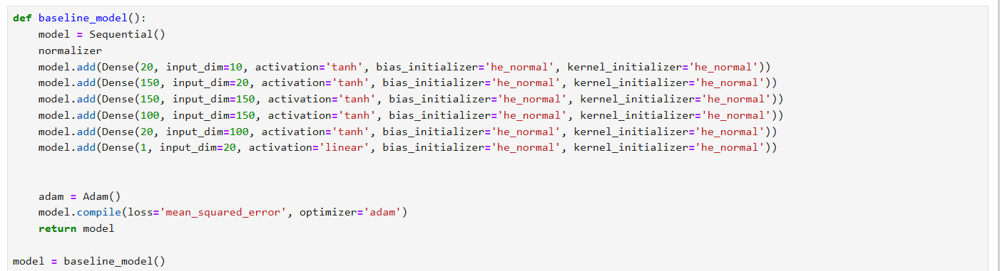 def baseline_model():
    model = Sequential()
    normalizer
    model.add(Dense(20, input_dim=10, activation='tanh', bias_initializer='he_normal', kernel_initializer='he_normal'))
    model.add(Dense(150, input_dim=20, activation='tanh', bias_initializer='he_normal', kernel_initializer='he_normal'))
    model.add(Dense(150, input_dim=150, activation='tanh', bias_initializer='he_normal', kernel_initializer='he_normal'))
    model.add(Dense(100, input_dim=150, activation='tanh', bias_initializer='he_normal', kernel_initializer='he_normal'))
    model.add(Dense(20, input_dim=100, activation='tanh', bias_initializer='he_normal', kernel_initializer='he_normal'))
    model.add(Dense(1, input_dim=20, activation='linear', bias_initializer='he_normal', kernel_initializer='he_normal'))
    adam = Adam()
    model.compile(loss='mean_squared_error', optimizer='adam')
    return model
model = baseline_model()